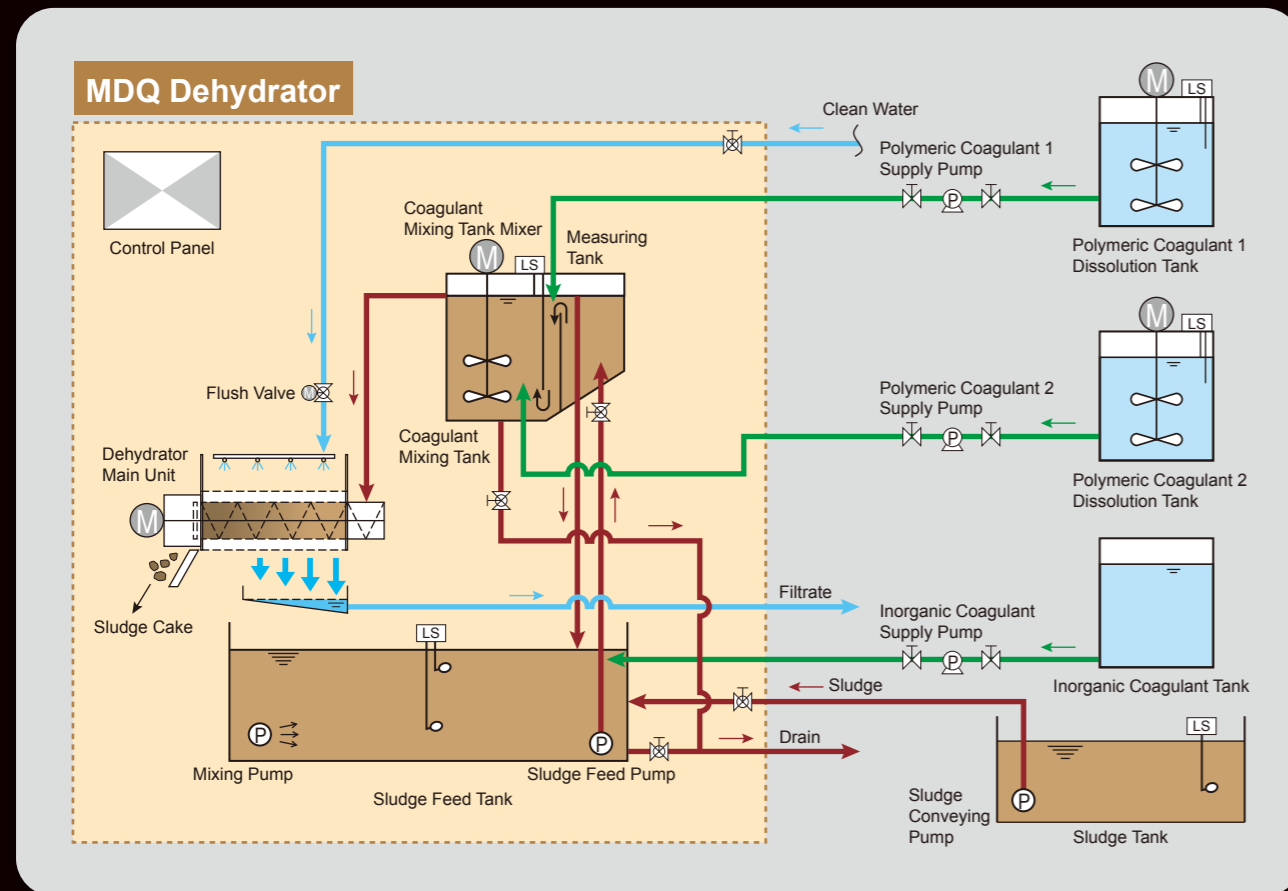 MDQ Dehydrator
Control Panel
Clean Water
Polymeric Coagulant 1
Supply Pump
M
LS
P
Polymeric Coagulant 1
Dissolution Tank
Coagulant
Mixing Tank Mixer
Measuring
Tank
M
LS
Flush Valve
M
Coagulant
Mixing Tank
Polymeric Coagulant 2
Supply Pump
M
LS
P
Polymeric Coagulant 2
Dissolution Tank
Dehydrator
Main Unit
M
Sludge Cake
Filtrate
Inorganic Coagulant
Supply Pump
P
Inorganic Coagulant Tank
LS
P
P
Mixing Pump
Sludge Feed Pump
Sludge Feed Tank
Sludge
Drain
LS
P
Sludge
Conveying
Pump
Sludge Tank